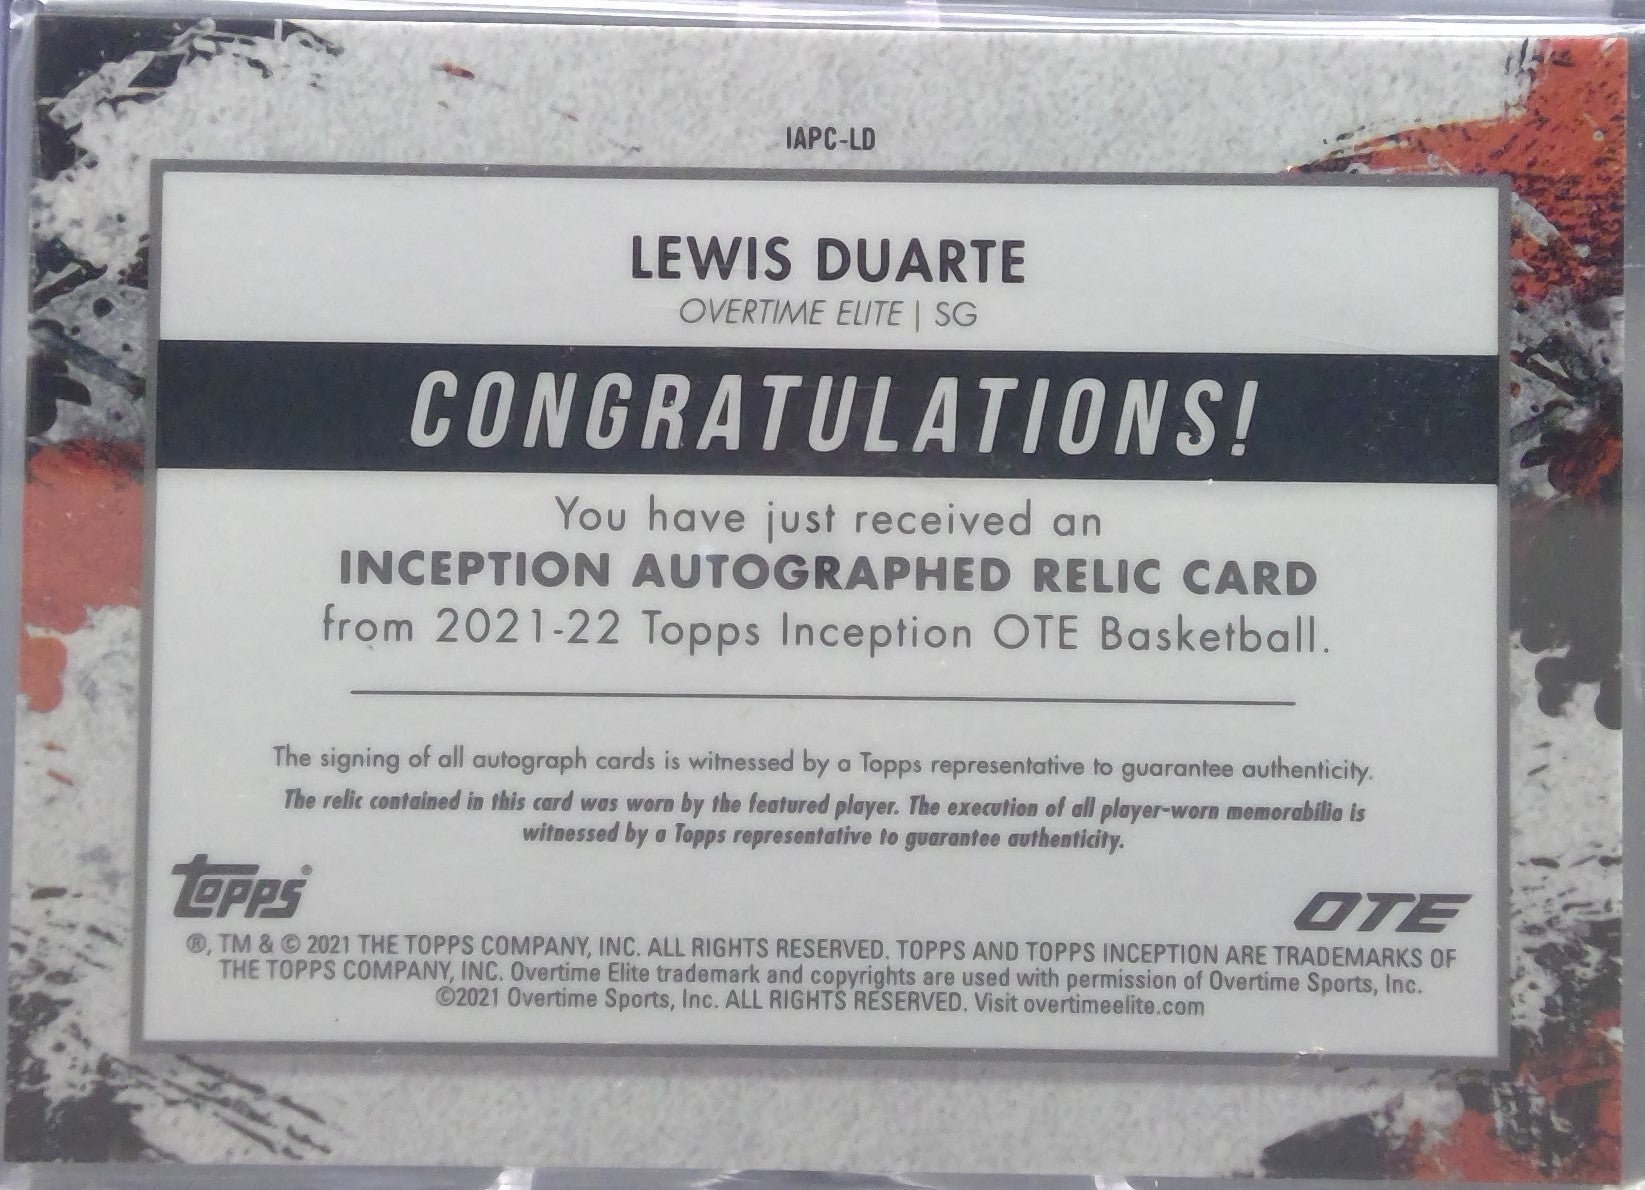 IAPC-LD
LEWIS DUARTE
OVERTIME ELITE | SG
CONGRATULATIONS!
You have just received an
INCEPTION AUTOGRAPHED RELIC CARD
from 2021-22 Topps Inception OTE Basketball.
The signing of all autograph cards is witnessed by a Topps representative to guarantee authenticity.
The relic contained in this card was worn by the featured player. The execution of all player-worn memorabilia is
witnessed by a Topps representative to guarantee authenticity.
topps®
OTE
®, TM & © 2021 THE TOPPS COMPANY, INC. ALL RIGHTS RESERVED. TOPPS AND TOPPS INCEPTION ARE TRADEMARKS OF
THE TOPPS COMPANY, INC. Overtime Elite trademark and copyrights are used with permission of Overtime Sports, Inc.
©2021 Overtime Sports, Inc. ALL RIGHTS RESERVED. Visit overtimeelite.com